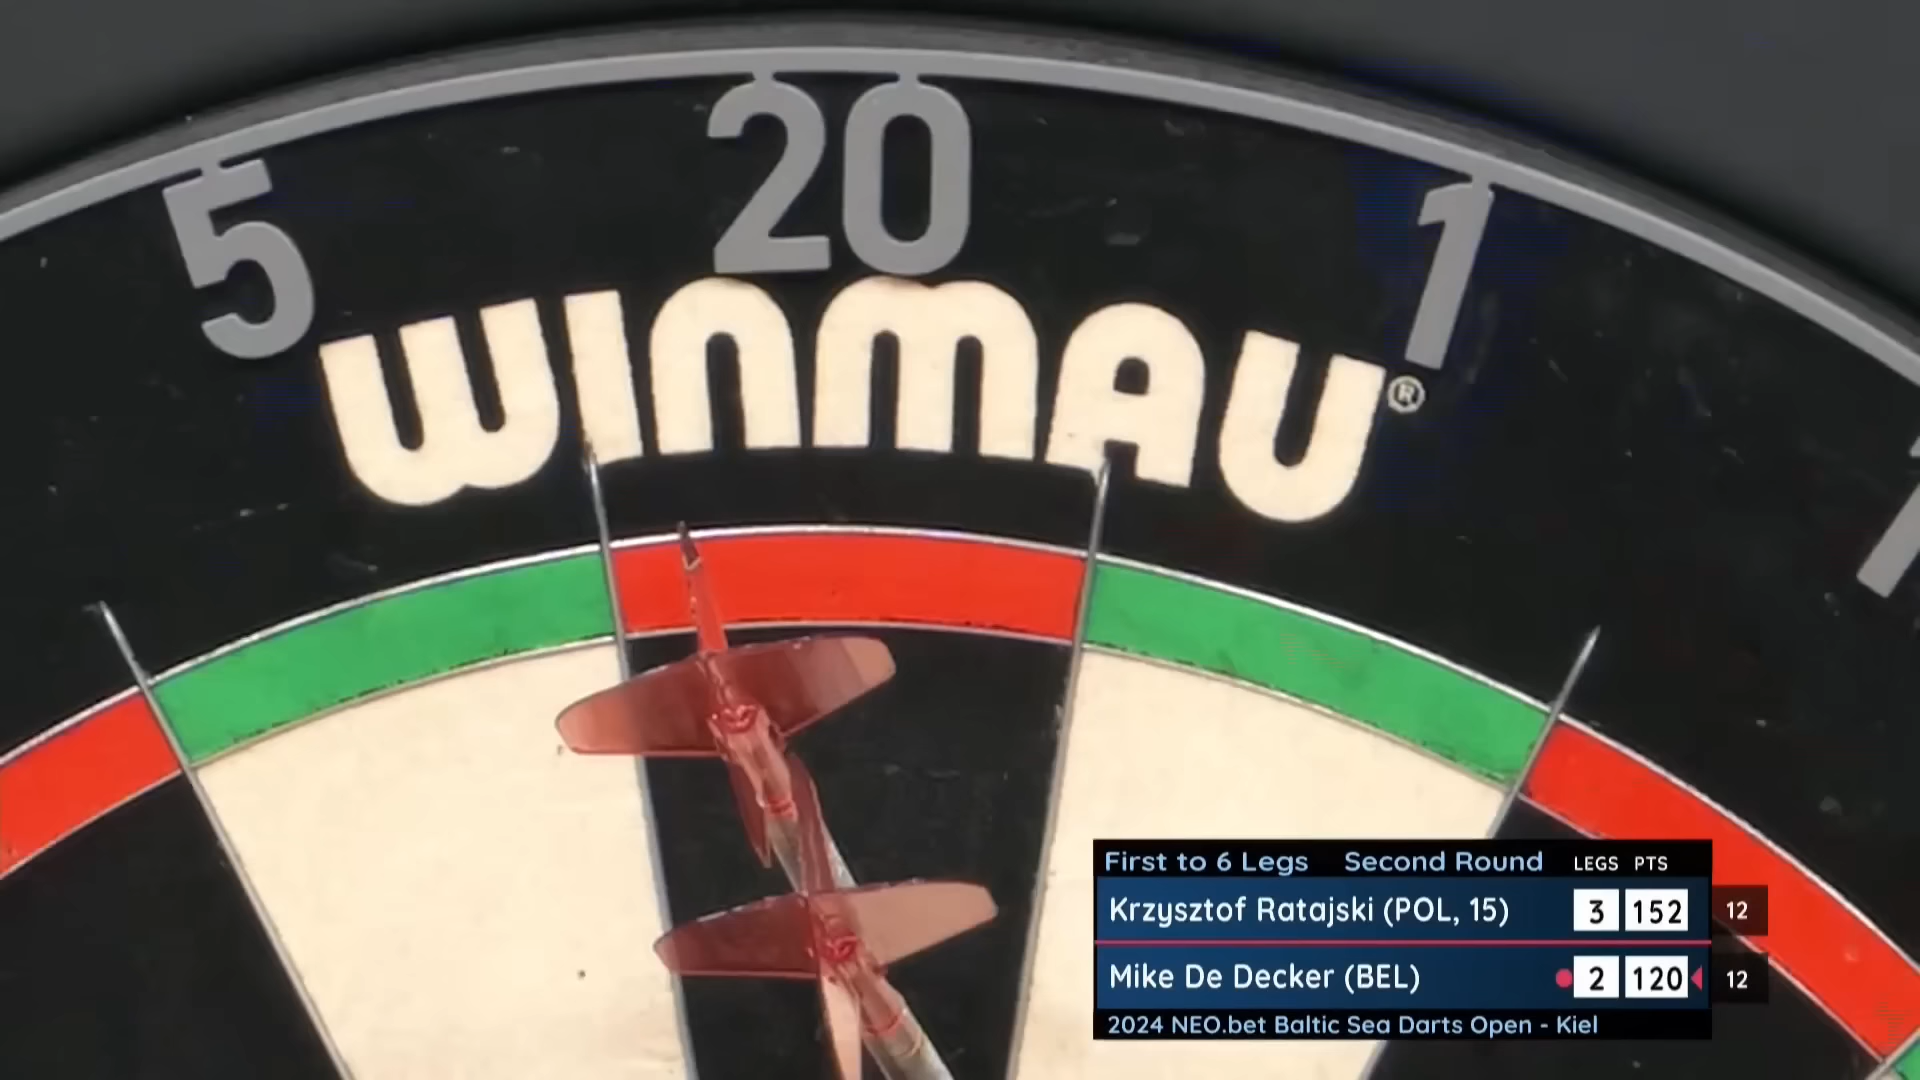 5 20 1
WINMAU®
First to 6 Legs Second Round LEGS PTS
Krzysztof Ratajski (POL, 15) 3 152 12
Mike De Decker (BEL) 2 120 12
2024 NEO.bet Baltic Sea Darts Open - Kiel